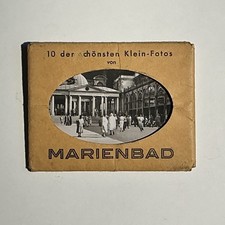 10 der schönsten Klein-Fotos
von
MARIENBAD